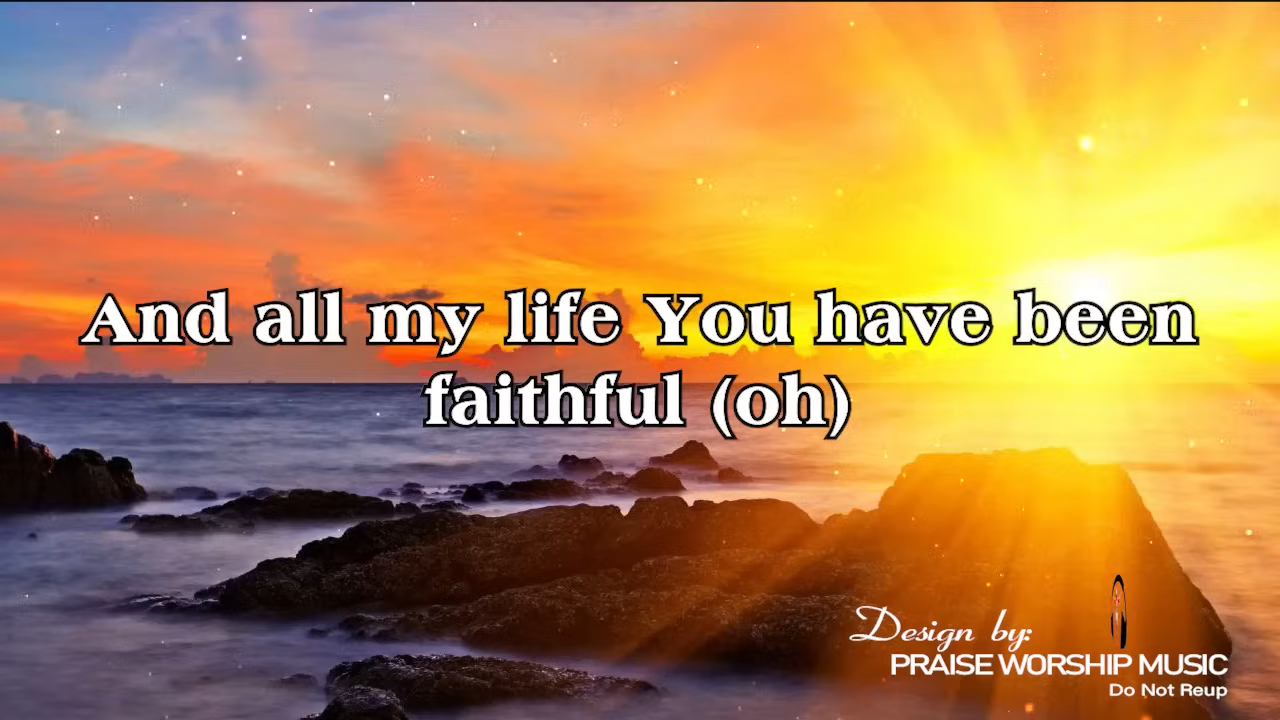 And all my life You have been
faithful (oh)
Design by:
PRAISE WORSHIP MUSIC
Do Not Reup